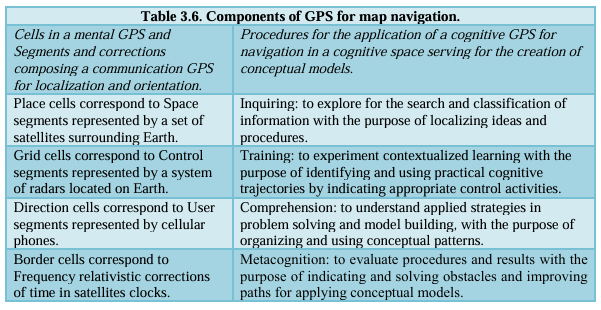 Table 3.6. Components of GPS for map navigation.
Cells in a mental GPS and
Segments and corrections
composing a communication GPS
for localization and orientation.
Procedures for the application of a cognitive GPS for
navigation in a cognitive space serving for the creation of
conceptual models.
Place cells correspond to Space
segments represented by a set of
satellites surrounding Earth.
Inquiring: to explore for the search and classification of
information with the purpose of localizing ideas and
procedures.
Grid cells correspond to Control
segments represented by a system
of radars located on Earth.
Training: to experiment contextualized learning with the
purpose of identifying and using practical cognitive
trajectories by indicating appropriate control activities.
Direction cells correspond to User
segments represented by cellular
phones.
Comprehension: to understand applied strategies in
problem solving and model building, with the purpose of
organizing and using conceptual patterns.
Border cells correspond to
Frequency relativistic corrections
of time in satellites clocks.
Metacognition: to evaluate procedures and results with the
purpose of indicating and solving obstacles and improving
paths for applying conceptual models.